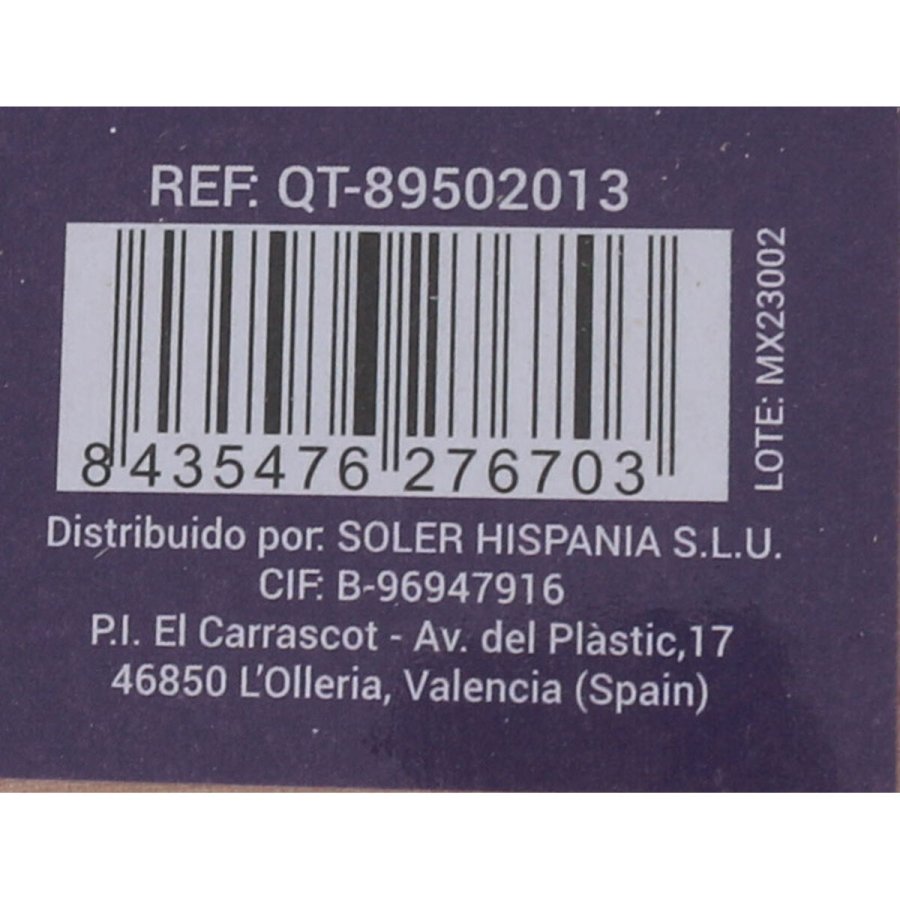 REF: QT-89502013
8 435476 276703
LOTE: MX23002
Distribuido por: SOLER HISPANIA S.L.U.
CIF: B-96947916
P.I. El Carrascot - Av. del Plàstic,17
46850 L'Olleria, Valencia (Spain)